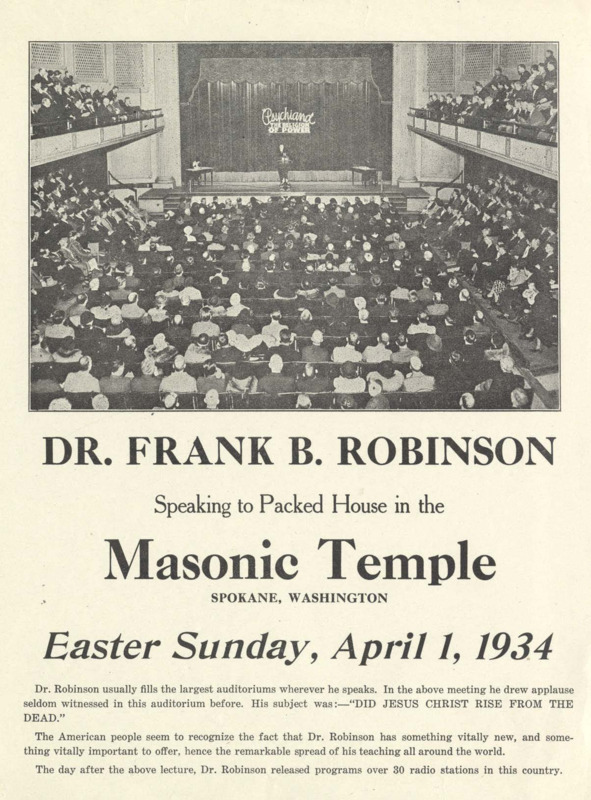 Psychiana
THE RELIGION
OF POWER
DR. FRANK B. ROBINSON
Speaking to Packed House in the
Masonic Temple
SPOKANE, WASHINGTON
Easter Sunday, April 1, 1934
Dr. Robinson usually fills the largest auditoriums wherever he speaks. In the above meeting he drew applause
seldom witnessed in this auditorium before. His subject was:—"DID JESUS CHRIST RISE FROM THE
DEAD."
The American people seem to recognize the fact that Dr. Robinson has something vitally new, and some-
thing vitally important to offer, hence the remarkable spread of his teaching all around the world.
The day after the above lecture, Dr. Robinson released programs over 30 radio stations in this country.